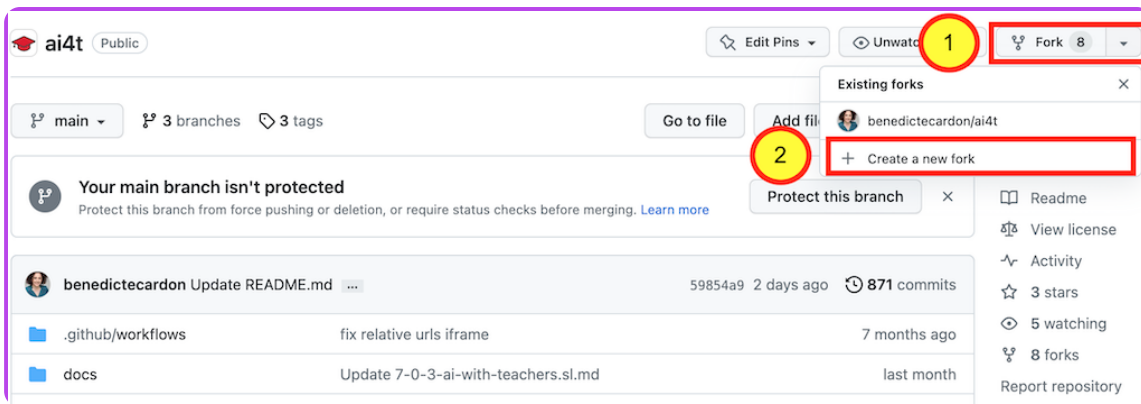 ai4t Public
Edit Pins
Unwatc
1
Fork 8
Existing forks
benedictecardon/ai4t
2
Create a new fork
main
3 branches
3 tags
Go to file
Add fil
Your main branch isn't protected
Protect this branch from force pushing or deletion, or require status checks before merging. Learn more
Protect this branch
benedictecardon Update README.md ...
59854a9 2 days ago 871 commits
.github/workflows fix relative urls iframe 7 months ago
docs Update 7-0-3-ai-with-teachers.sl.md last month
Readme
View license
Activity
3 stars
5 watching
8 forks
Report repository